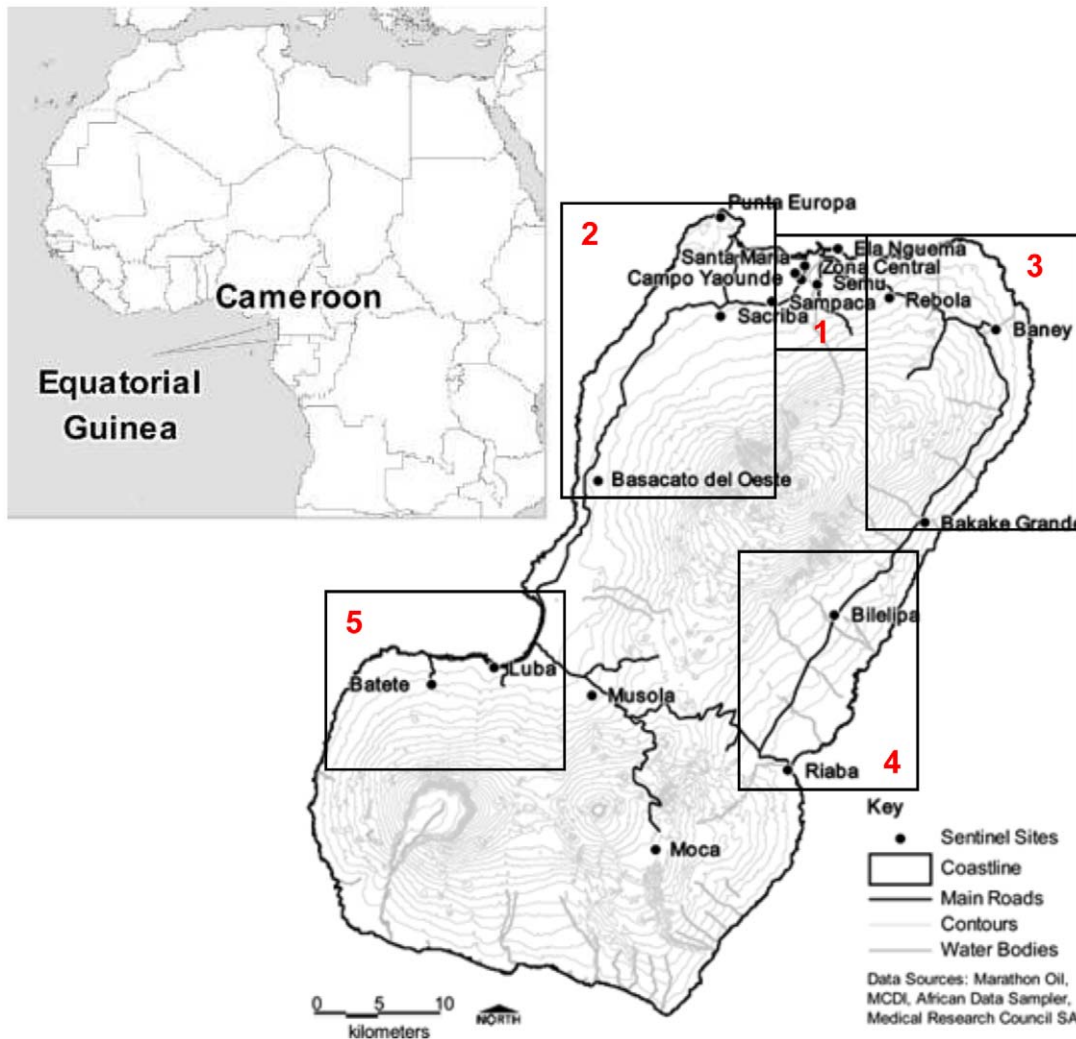 Cameroon
Equatorial
Guinea
Punta Europa
2
Ela Nguema
3
Santa Maria
Zona Central
Campo Yaounde
Semu
Sampaca
Rebola
Sacriba
1
Baney
Basacato del Oeste
Bakake Grande
5
Bilelipa
Luba
Batete
Musola
4
Riaba
Moca
Key
Sentinel Sites
Coastline
Main Roads
Contours
Water Bodies
Data Sources: Marathon Oil,
MCDI, African Data Sampler,
Medical Research Council SA
0 5 10
kilometers
NORTH